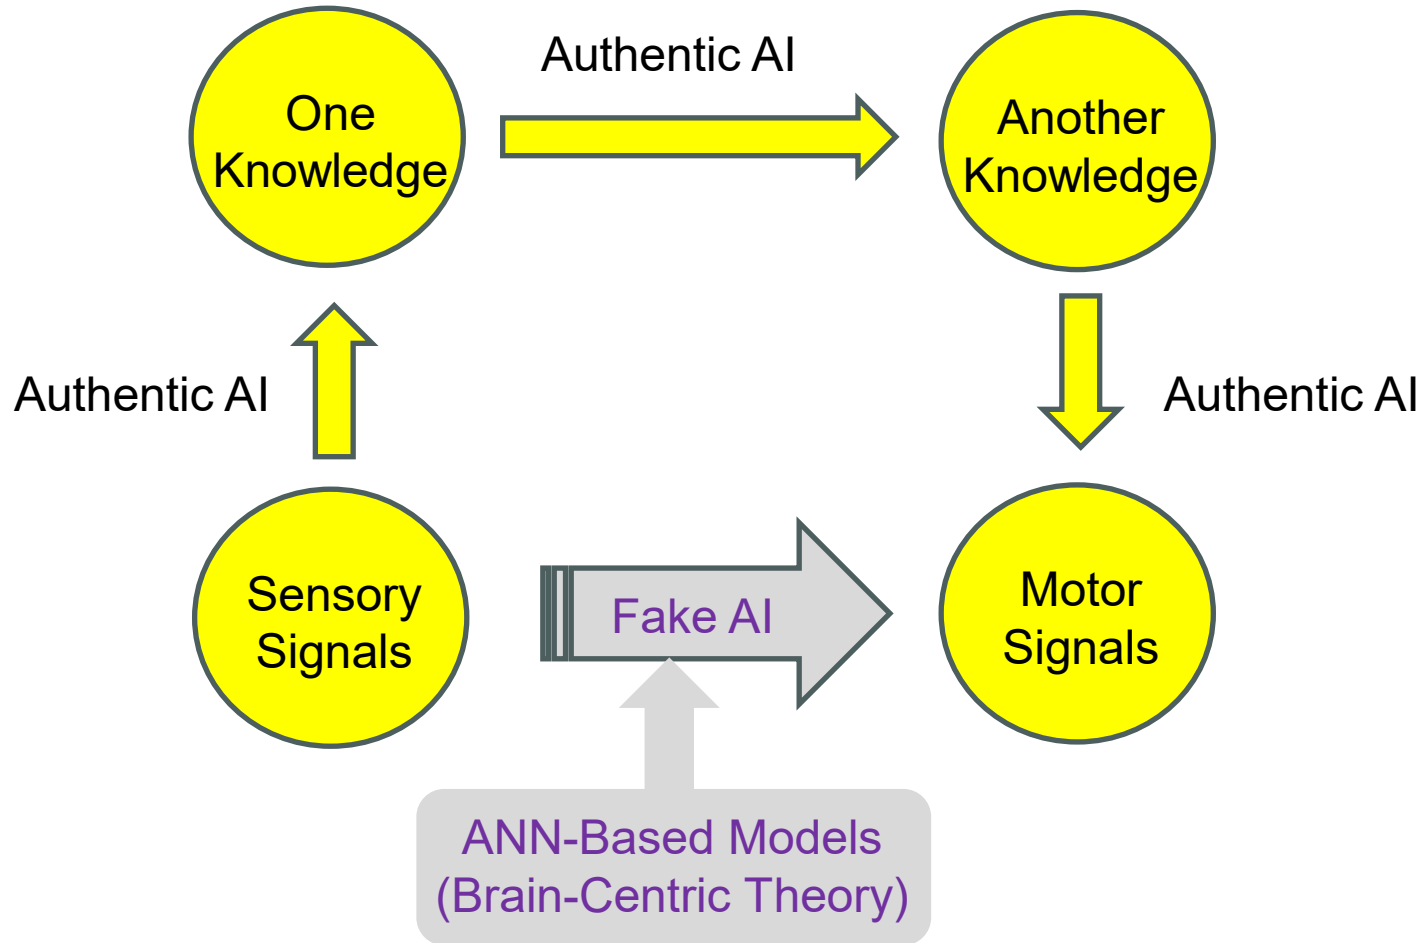 Authentic AI
One
Knowledge
Another
Knowledge
Authentic AI
Authentic AI
Sensory
Signals
Fake AI
Motor
Signals
ANN-Based Models
(Brain-Centric Theory)